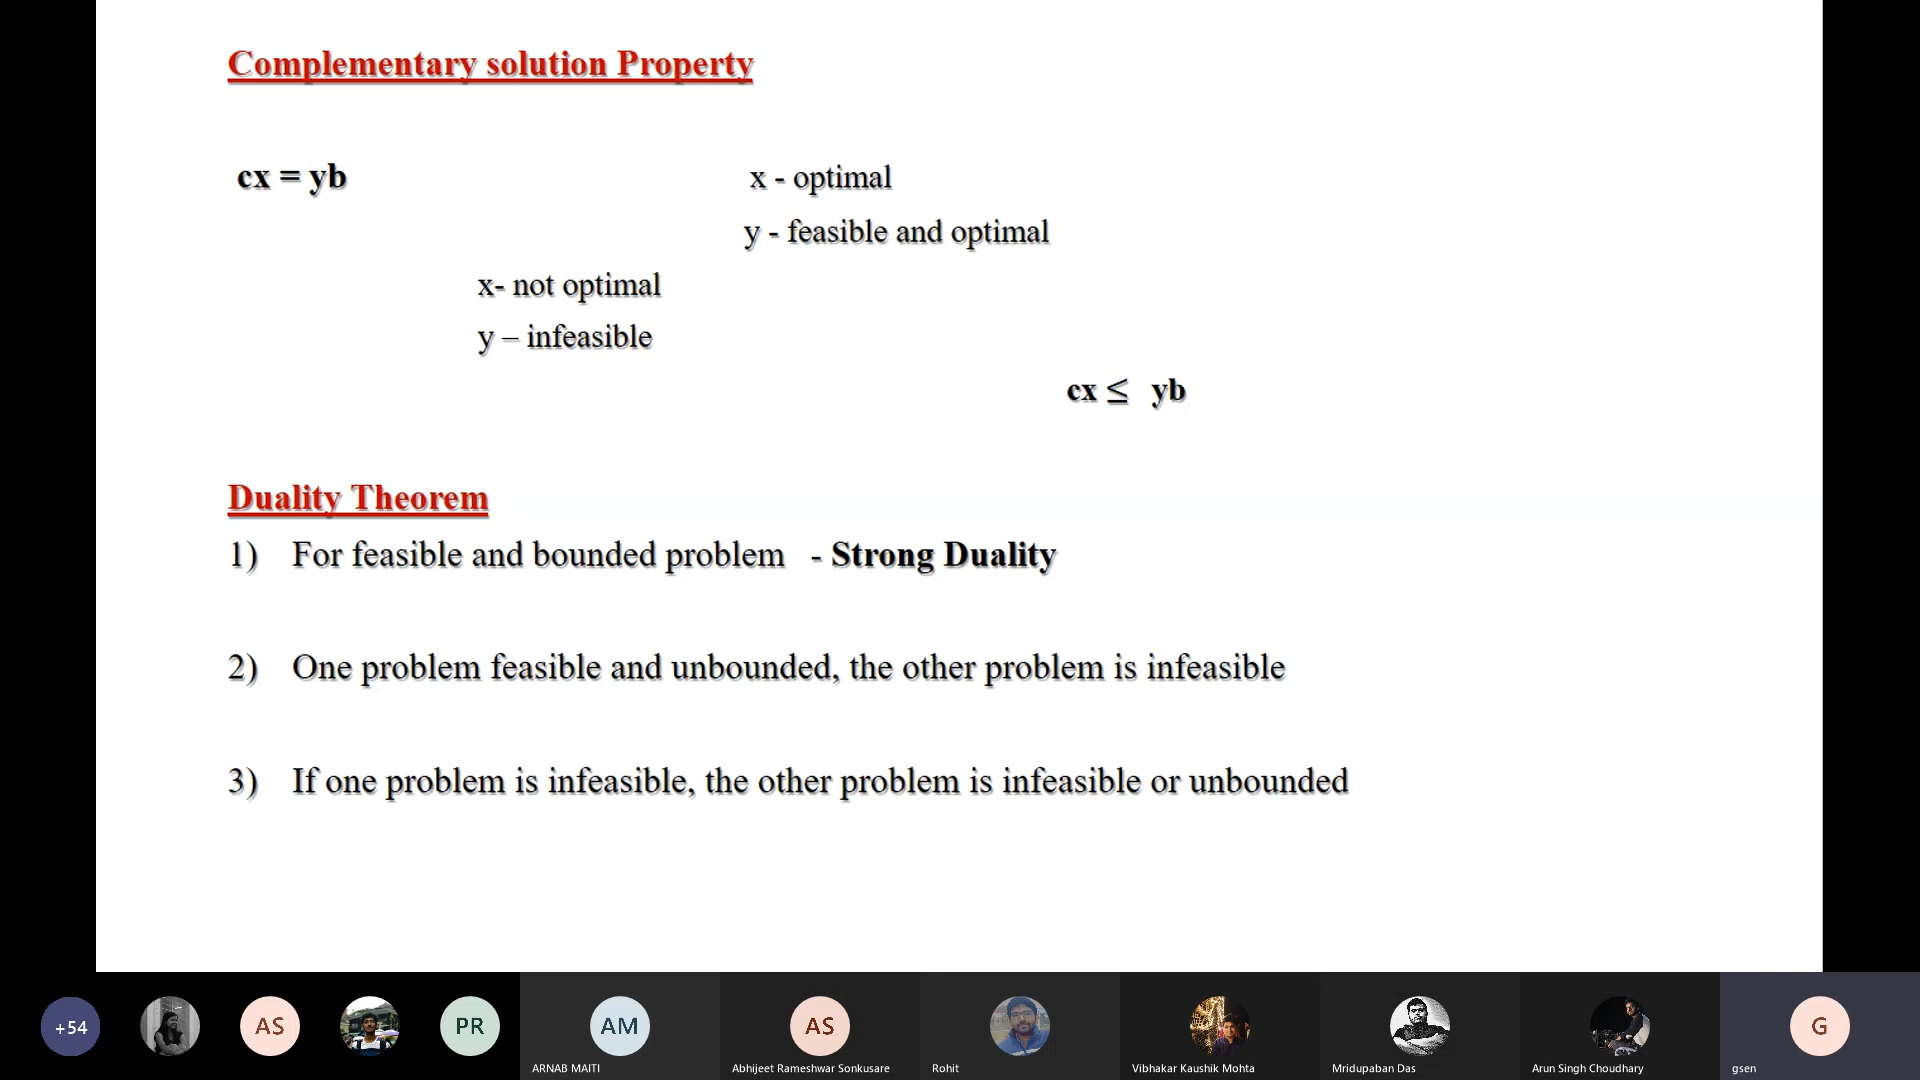 Complementary solution Property
cx = yb
x - optimal
y - feasible and optimal
x- not optimal
y – infeasible
cx ≤ yb
Duality Theorem
1) For feasible and bounded problem - Strong Duality
2) One problem feasible and unbounded, the other problem is infeasible
3) If one problem is infeasible, the other problem is infeasible or unbounded
+54
AS
PR
AM
ARNAB MAITI
AS
Abhijeet Rameshwar Sonkusare
Rohit
Vibhakar Kaushik Mohta
Mridupaban Das
Arun Singh Choudhary
G
gsen